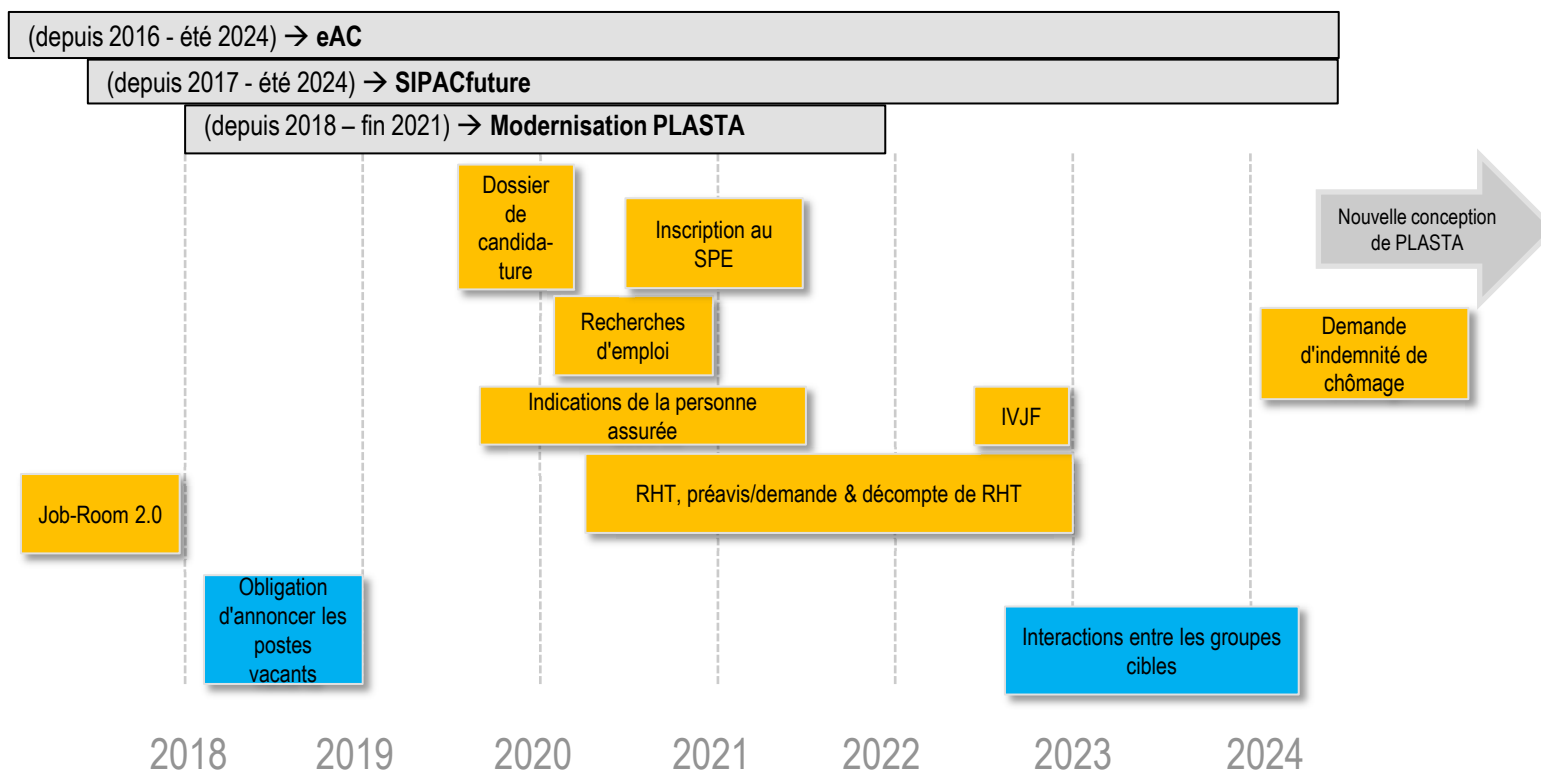 (depuis 2016 - été 2024) → eAC
(depuis 2017 - été 2024) → SIPACfuture
(depuis 2018 – fin 2021) → Modernisation PLASTA
Dossier
de
candida-
ture
Inscription au
SPE
Nouvelle conception
de PLASTA
Recherches
d'emploi
Demande
d'indemnité de
chômage
Indications de la personne
assurée
IVJF
RHT, préavis/demande & décompte de RHT
Job-Room 2.0
Obligation
d'annoncer les
postes
vacants
Interactions entre les groupes
cibles
2018 2019 2020 2021 2022 2023 2024